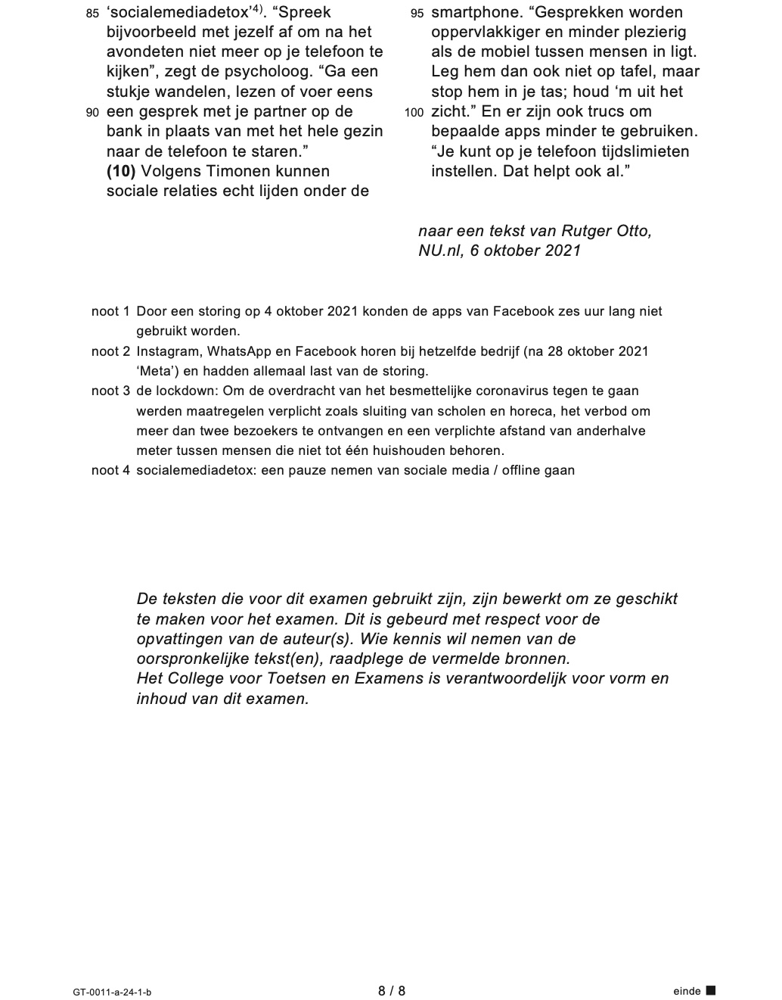 85 ‘socialemediadetox’4). “Spreek
bijvoorbeeld met jezelf af om na het
avondeten niet meer op je telefoon te
kijken”, zegt de psycholoog. “Ga een
stukje wandelen, lezen of voer eens
90 een gesprek met je partner op de
bank in plaats van met het hele gezin
naar de telefoon te staren.”
(10) Volgens Timonen kunnen
sociale relaties echt lijden onder de
95 smartphone. “Gesprekken worden
oppervlakkiger en minder plezierig
als de mobiel tussen mensen in ligt.
Leg hem dan ook niet op tafel, maar
stop hem in je tas; houd ‘m uit het
100 zicht.” En er zijn ook trucs om
bepaalde apps minder te gebruiken.
“Je kunt op je telefoon tijdslimieten
instellen. Dat helpt ook al.”
naar een tekst van Rutger Otto,
NU.nl, 6 oktober 2021
noot 1 Door een storing op 4 oktober 2021 konden de apps van Facebook zes uur lang niet
gebruikt worden.
noot 2 Instagram, WhatsApp en Facebook horen bij hetzelfde bedrijf (na 28 oktober 2021
‘Meta’) en hadden allemaal last van de storing.
noot 3 de lockdown: Om de overdracht van het besmettelijke coronavirus tegen te gaan
werden maatregelen verplicht zoals sluiting van scholen en horeca, het verbod om
meer dan twee bezoekers te ontvangen en een verplichte afstand van anderhalve
meter tussen mensen die niet tot één huishouden behoren.
noot 4 socialemediadetox: een pauze nemen van sociale media / offline gaan
De teksten die voor dit examen gebruikt zijn, zijn bewerkt om ze geschikt
te maken voor het examen. Dit is gebeurd met respect voor de
opvattingen van de auteur(s). Wie kennis wil nemen van de
oorspronkelijke tekst(en), raadplege de vermelde bronnen.
Het College voor Toetsen en Examens is verantwoordelijk voor vorm en
inhoud van dit examen.
GT-0011-a-24-1-b
8 / 8
einde